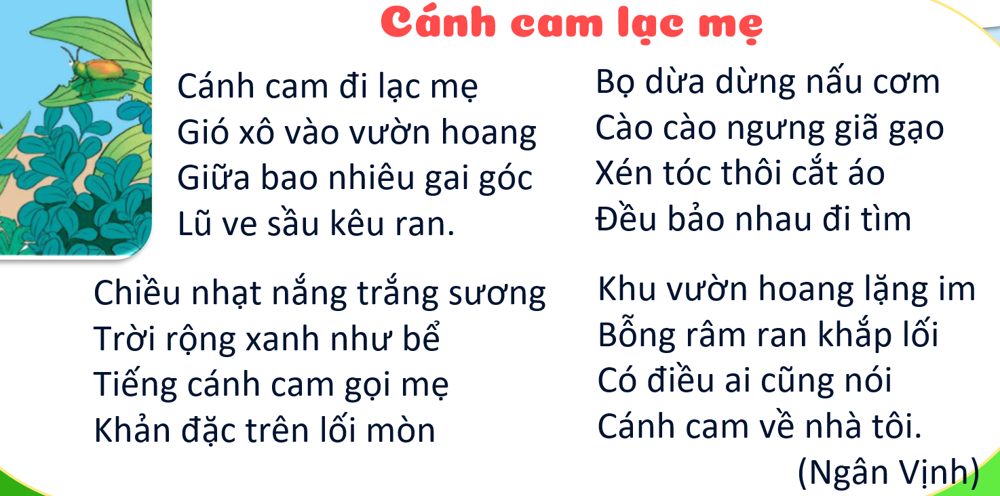 Cánh cam lạc mẹ
Cánh cam đi lạc mẹ
Gió xô vào vườn hoang
Giữa bao nhiêu gai góc
Lũ ve sầu kêu ran.
Chiều nhạt nắng trắng sương
Trời rộng xanh như bể
Tiếng cánh cam gọi mẹ
Khản đặc trên lối mòn
Bọ dừa dừng nấu cơm
Cào cào ngưng giã gạo
Xén tóc thôi cắt áo
Đều bảo nhau đi tìm
Khu vườn hoang lặng im
Bỗng râm ran khắp lối
Có điều ai cũng nói
Cánh cam về nhà tôi.
(Ngân Vịnh)